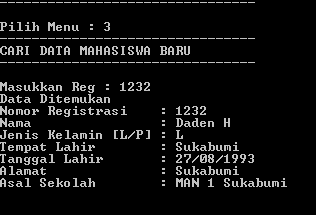 --------------------------------
Pilih Menu : 3
--------------------------------
CARI DATA MAHASISWA BARU
--------------------------------
Masukkan Reg : 1232
Data Ditemukan
Nomor Registrasi : 1232
Nama : Daden H
Jenis Kelamin [L/P] : L
Tempat Lahir : Sukabumi
Tanggal Lahir : 27/08/1993
Alamat : Sukabumi
Asal Sekolah : MAN 1 Sukabumi